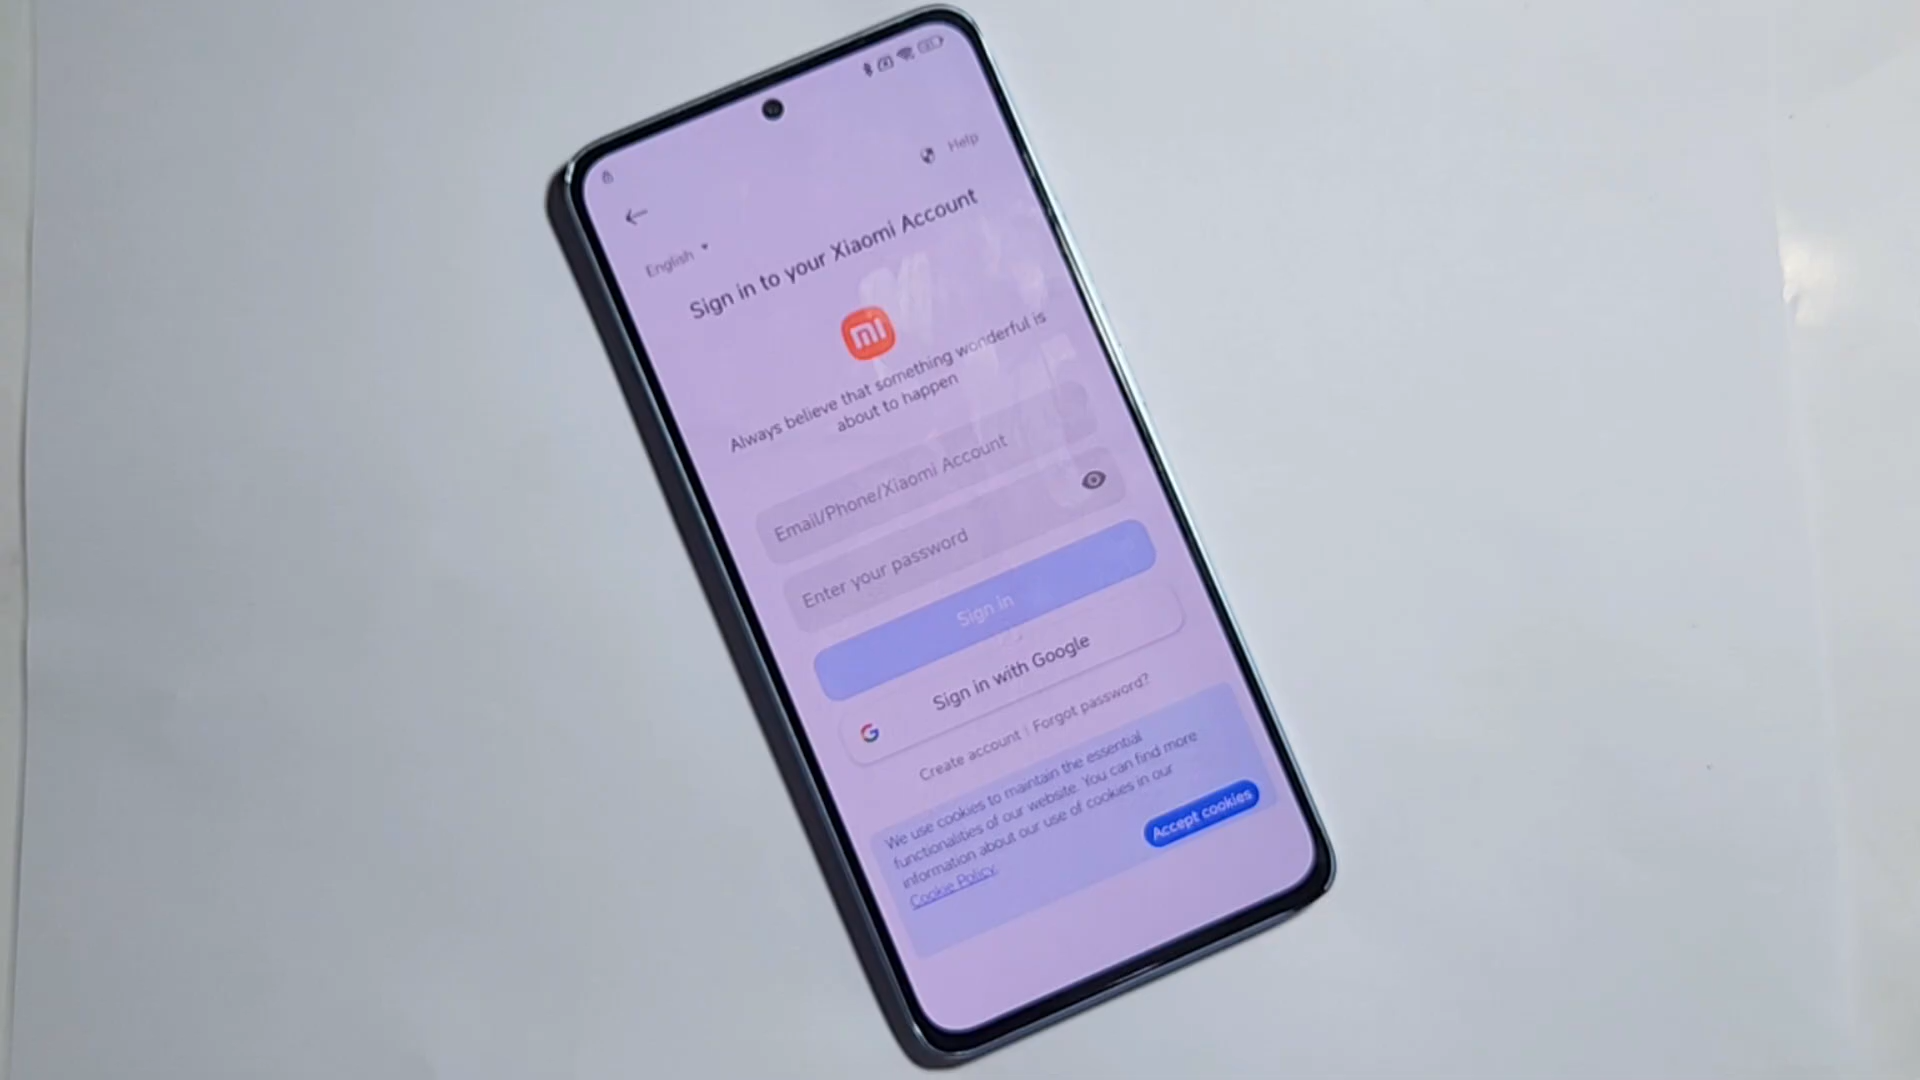 Help
English
Sign in to your Xiaomi Account
mi
Always believe that something wonderful is
about to happen
Email/Phone/Xiaomi Account
Enter your password
Sign in
Sign in with Google
Create account | Forgot password?
We use cookies to maintain the essential
functionalities of our website. You can find more
information about our use of cookies in our
Cookie Policy.
Accept cookies